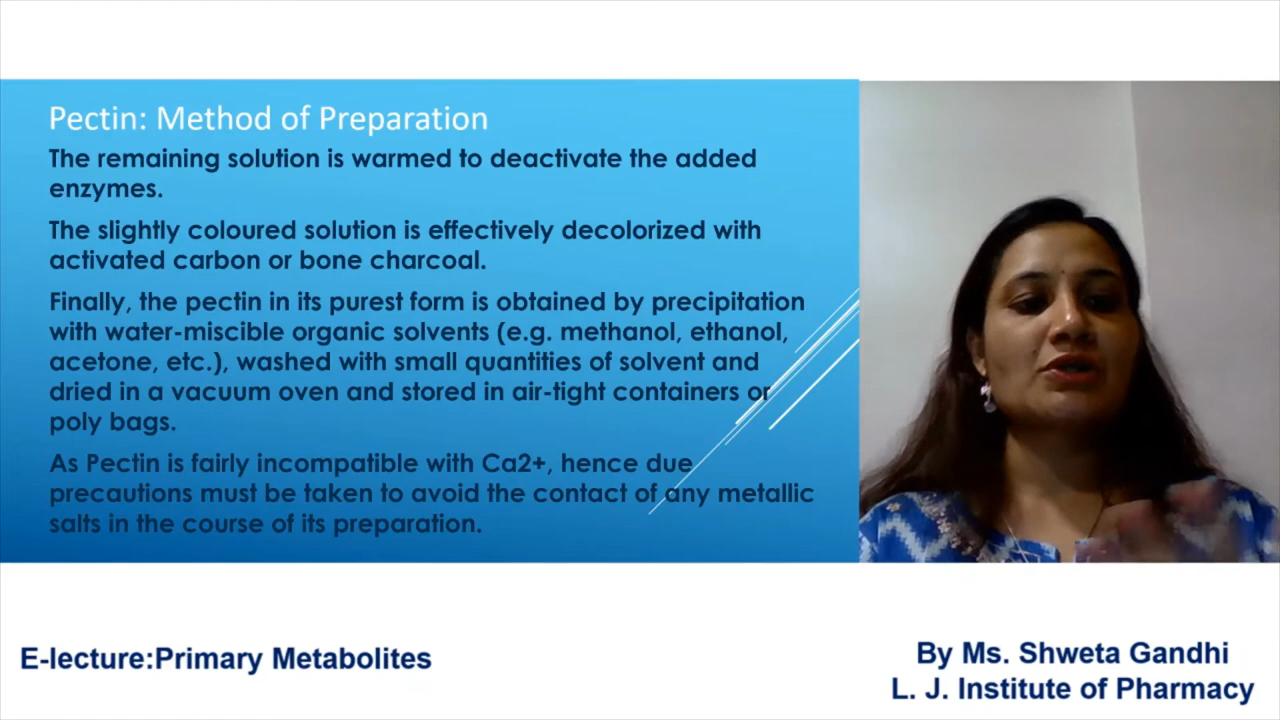 Pectin: Method of Preparation
The remaining solution is warmed to deactivate the added
enzymes.
The slightly coloured solution is effectively decolorized with
activated carbon or bone charcoal.
Finally, the pectin in its purest form is obtained by precipitation
with water-miscible organic solvents (e.g. methanol, ethanol,
acetone, etc.), washed with small quantities of solvent and
dried in a vacuum oven and stored in air-tight containers or
poly bags.
As Pectin is fairly incompatible with Ca2+, hence due
precautions must be taken to avoid the contact of any metallic
salts in the course of its preparation.
E-lecture:Primary Metabolites
By Ms. Shweta Gandhi
L. J. Institute of Pharmacy